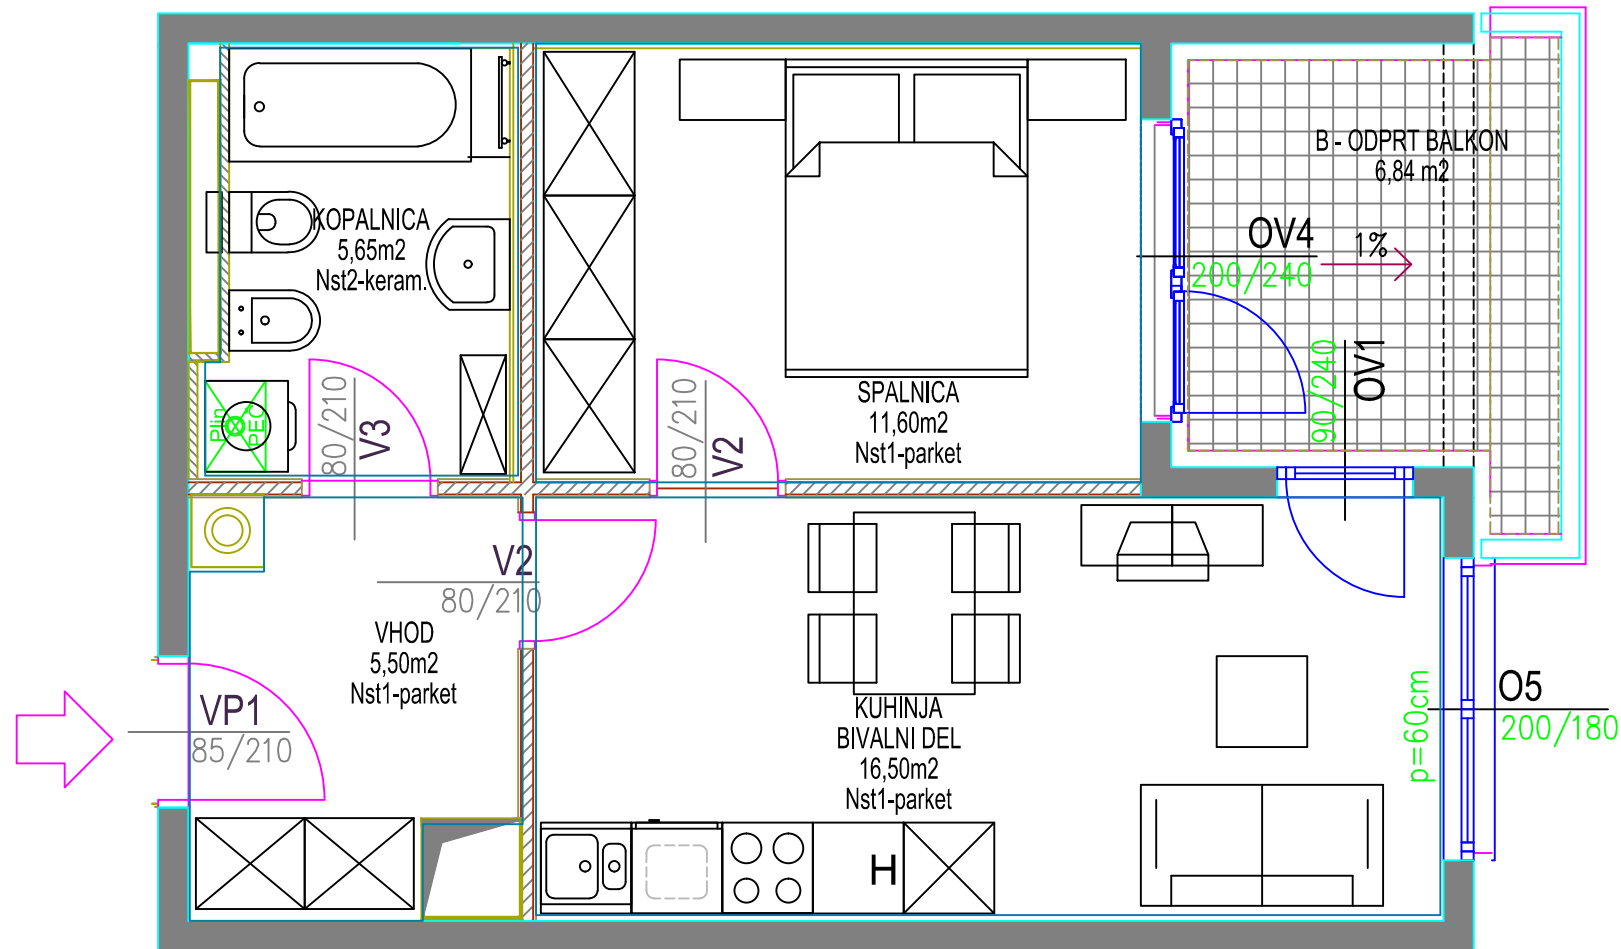 B - ODPRT BALKON
6,84 m2
KOPALNICA
5,65m2
Nst2-keram.
OV4
200/240
1%
90/240
OV1
SPALNICA
11,60m2
Nst1-parket
Plin
PEČ
80/210
V3
80/210
V2
V2
80/210
VHOD
5,50m2
Nst1-parket
VP1
85/210
KUHINJA
BIVALNI DEL
16,50m2
Nst1-parket
p=60cm
O5
200/180
H